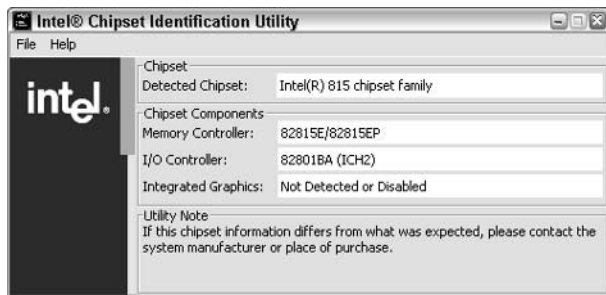 Intel® Chipset Identification Utility
File Help
intel®
Chipset
Detected Chipset: Intel(R) 815 chipset family
Chipset Components
Memory Controller: 82815E/82815EP
I/O Controller: 82801BA (ICH2)
Integrated Graphics: Not Detected or Disabled
Utility Note
If this chipset information differs from what was expected, please contact the
system manufacturer or place of purchase.